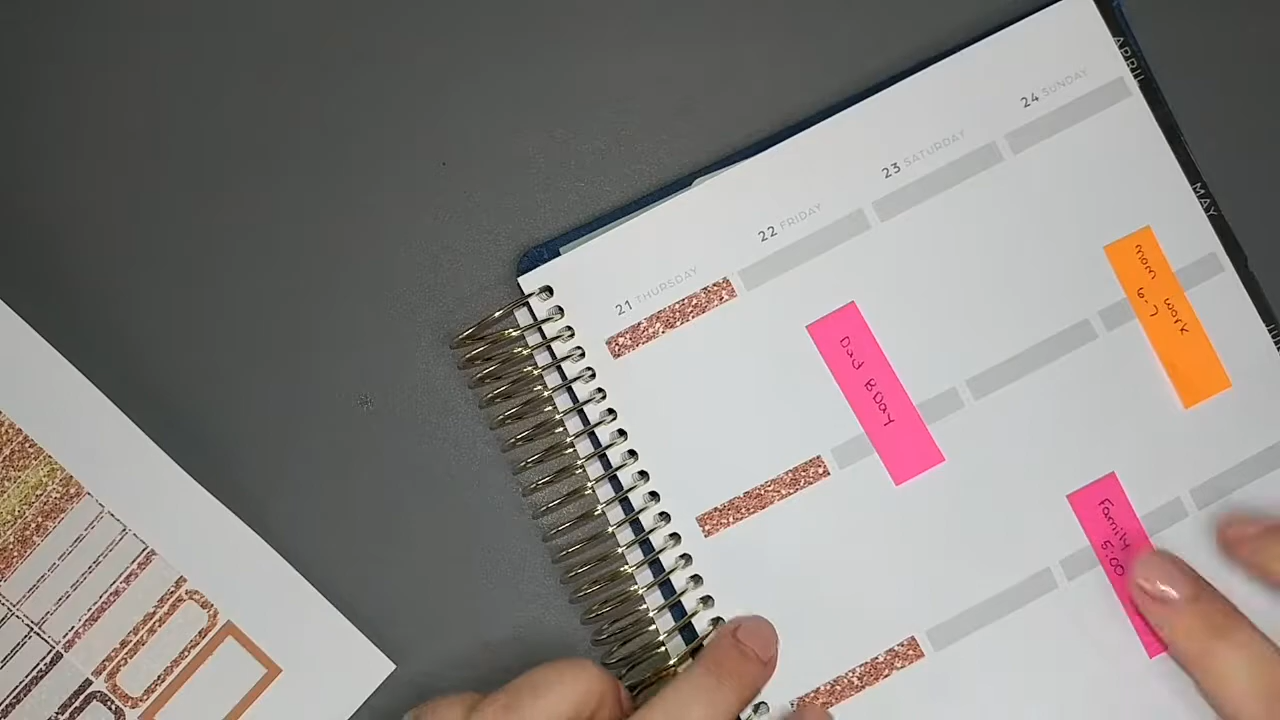 21 THURSDAY
22 FRIDAY
23 SATURDAY
24 SUNDAY
APRIL
MAY
Dad BDay
mom work
6-7
Family
5:00